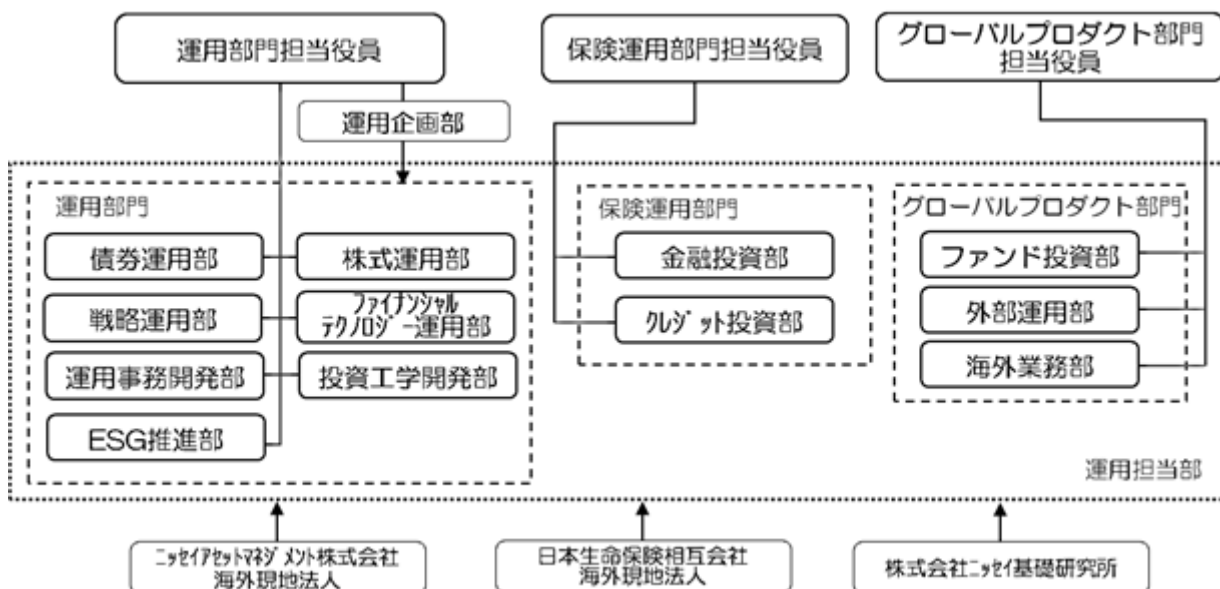 運用部門担当役員
保険運用部門担当役員
グローバルプロダクト部門
担当役員
運用企画部
運用部門
保険運用部門
グローバルプロダクト部門
債券運用部
株式運用部
金融投資部
ファンド投資部
戦略運用部
ファイナンシャル
テクノロジー運用部
クレジット投資部
外部運用部
運用事務開発部
投資工学開発部
海外業務部
ESG推進部
運用担当部
ニッセイアセットマネジメント株式会社
海外現地法人
日本生命保険相互会社
海外現地法人
株式会社ニッセイ基礎研究所